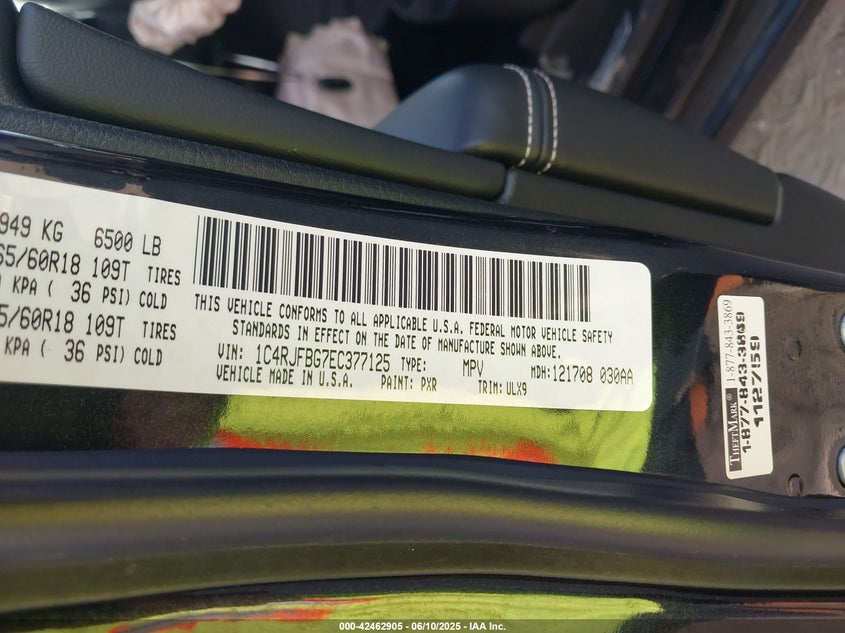 949 KG 6500 LB
65/60R18 109T TIRES
KPA ( 36 PSI) COLD
5/60R18 109T TIRES
KPA ( 36 PSI) COLD
THIS VEHICLE CONFORMS TO ALL APPLICABLE U.S.A. FEDERAL MOTOR VEHICLE SAFETY
STANDARDS IN EFFECT ON THE DATE OF MANUFACTURE SHOWN ABOVE.
VIN: 1C4RJFBG7EC377125 TYPE: MPV MDH:121708 030AA
VEHICLE MADE IN U.S.A. PAINT: PXR TRIM:ULX9
THEFTMARK® 1-877-843-3869
1-877-843-3869
112759
000-42462905 - 06/10/2025 - IAA Inc.